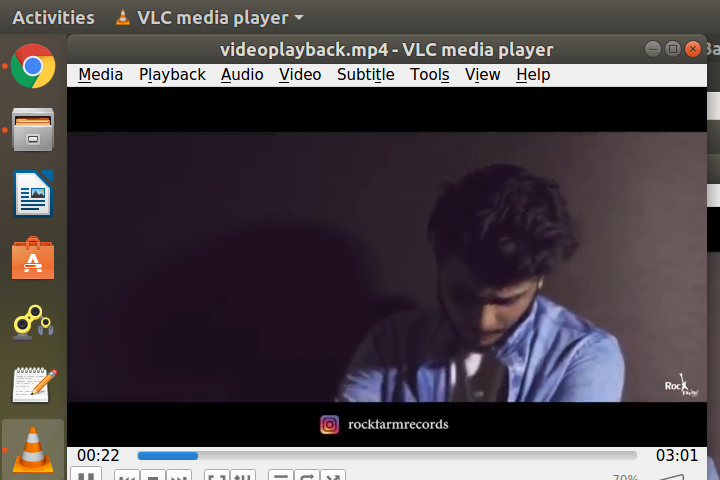 Activities VLC media player
videoplayback.mp4 - VLC media player
Media Playback Audio Video Subtitle Tools View Help
Rock
rockfarmrecords
00:22 03:01
70%